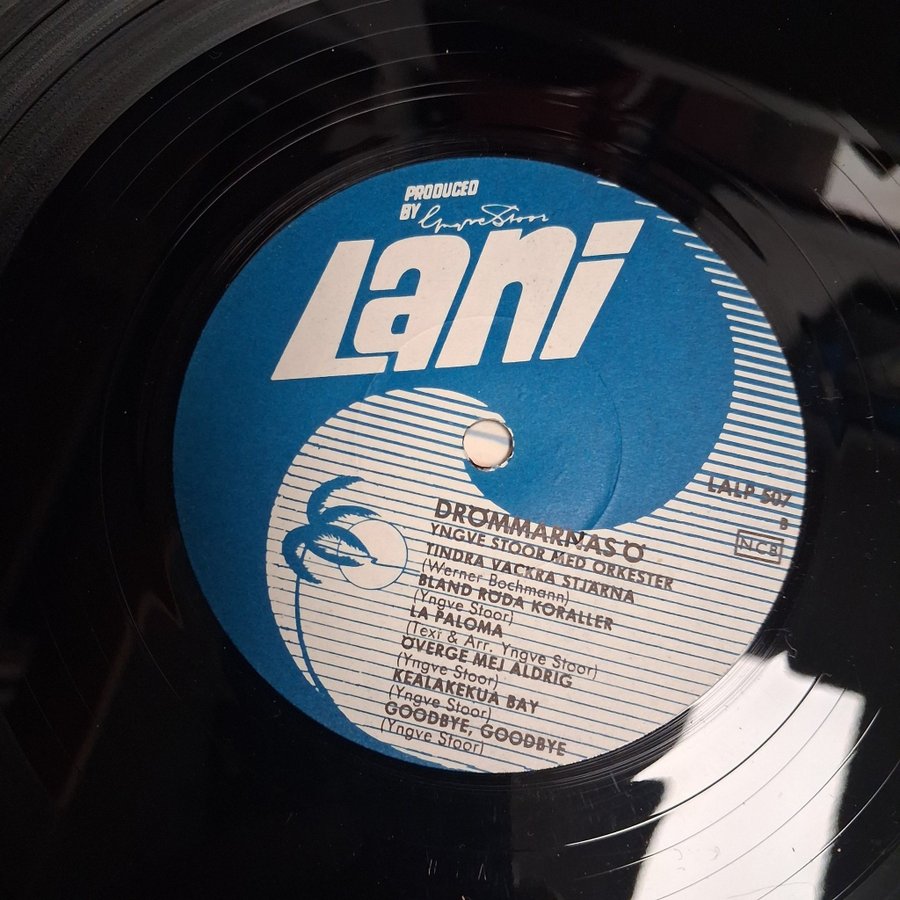 PRODUCED
BY Yngve Stoor
Lani
LALP 507
B
NCB
DRÖMMARNAS Ö
YNGVE STOOR MED ORKESTER
TINDRA VACKRA STJÄRNA
(Werner Bochmann)
BLAND RÖDA KORALLER
(Yngve Stoor)
LA PALOMA
(Text & Arr. Yngve Stoor)
ÖVERGE MEJ ALDRIG
(Yngve Stoor)
KEALAKEKUA BAY
(Yngve Stoor)
GOODBYE, GOODBYE
(Yngve Stoor)